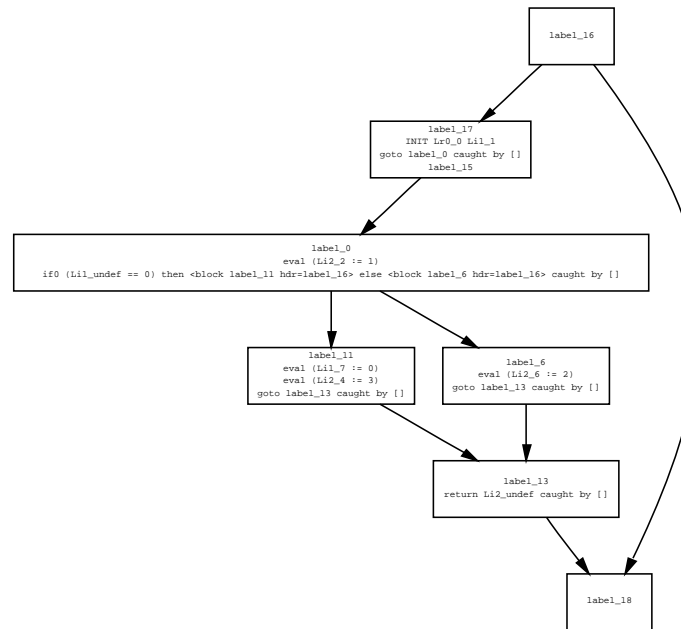 label_16
label_17
INIT Lr0_0 Li1_1
goto label_0 caught by []
label_15
label_0
eval (Li2_2 := 1)
if0 (Li1_undef == 0) then <block label_11 hdr=label_16> else <block label_6 hdr=label_16> caught by []
label_11
eval (Li1_7 := 0)
eval (Li2_4 := 3)
goto label_13 caught by []
label_6
eval (Li2_6 := 2)
goto label_13 caught by []
label_13
return Li2_undef caught by []
label_18